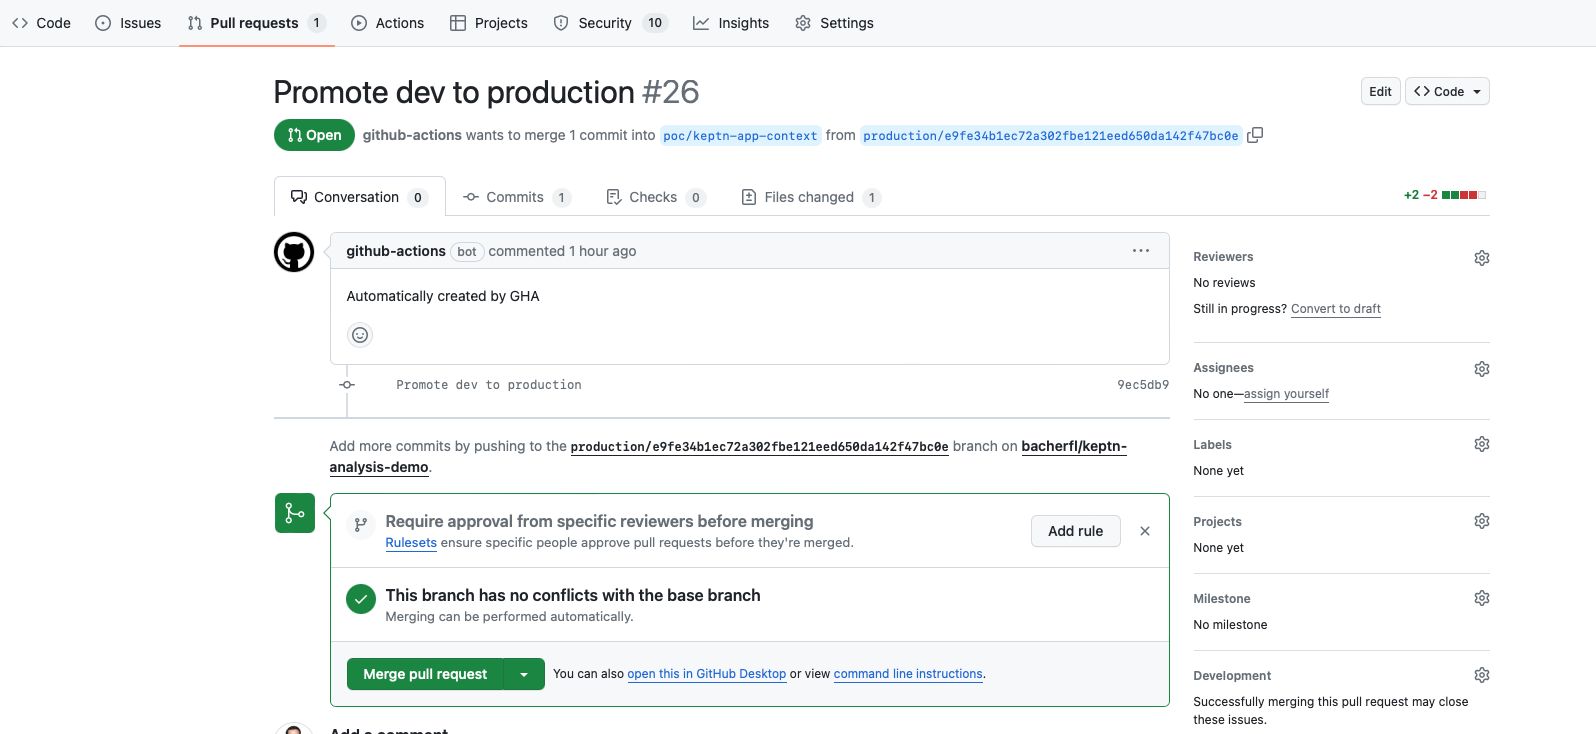 Code Issues Pull requests 1 Actions Projects Security 10 Insights Settings
Promote dev to production #26
Edit Code
Open github-actions wants to merge 1 commit into poc/keptn-app-context from production/e9fe34b1ec72a302fbe121eed650da142f47bc0e
Conversation 0 Commits 1 Checks 0 Files changed 1 +2 −2
github-actions bot commented 1 hour ago
Automatically created by GHA
Promote dev to production 9ec5db9
Add more commits by pushing to the production/e9fe34b1ec72a302fbe121eed650da142f47bc0e branch on bacherfl/keptn-
analysis-demo.
Require approval from specific reviewers before merging
Rulesets ensure specific people approve pull requests before they're merged.
Add rule
This branch has no conflicts with the base branch
Merging can be performed automatically.
Merge pull request You can also open this in GitHub Desktop or view command line instructions.
Add a comment
Reviewers
No reviews
Still in progress? Convert to draft
Assignees
No one—assign yourself
Labels
None yet
Projects
None yet
Milestone
No milestone
Development
Successfully merging this pull request may close
these issues.